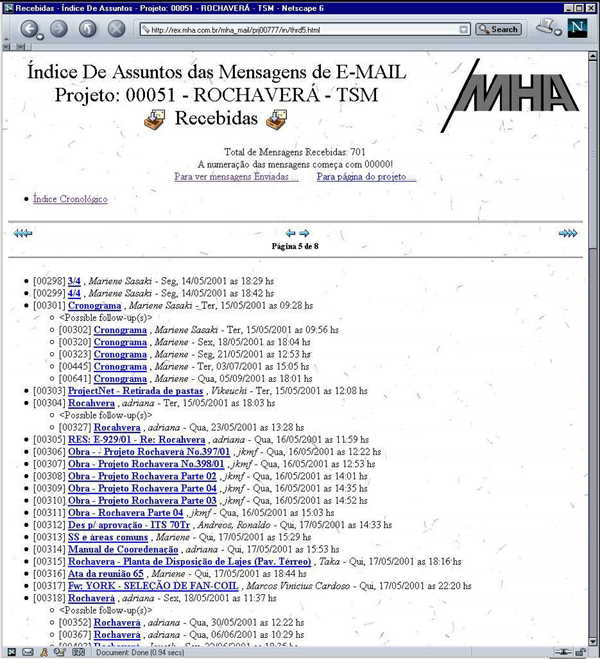 Recebidas - Índice De Assuntos - Projeto: 00051 - ROCHAVERÁ - TSM - Netscape 6
http://rex.mha.com.br/mha_mail/prj00777/in/thrd5.html
Search
N
Índice De Assuntos das Mensagens de E-MAIL
Projeto: 00051 - ROCHAVERÁ - TSM
Recebidas
MHA
Total de Mensagens Recebidas: 701
A numeração das mensagens começa com 00000!
Para ver mensagens Enviadas ... Para página do projeto ...
Índice Cronológico
Página 5 de 8
[00298] 3/4 , Mariene Sasaki - Seg, 14/05/2001 as 18:29 hs
[00299] 4/4 , Mariene Sasaki - Seg, 14/05/2001 as 18:42 hs
[00301] Cronograma , Mariene Sasaki - Ter, 15/05/2001 as 09:28 hs
<Possible follow-up(s)>
[00302] Cronograma , Mariene Sasaki - Ter, 15/05/2001 as 09:56 hs
[00320] Cronograma , Mariene - Sex, 18/05/2001 as 18:04 hs
[00323] Cronograma , Mariene - Seg, 21/05/2001 as 12:53 hs
[00445] Cronograma , Mariene - Ter, 03/07/2001 as 15:05 hs
[00641] Cronograma , Mariene - Qua, 05/09/2001 as 18:01 hs
[00303] ProjectNet - Retirada de pastas , Vikeuchi - Ter, 15/05/2001 as 12:08 hs
[00304] Rocahvera , adriana - Ter, 15/05/2001 as 18:03 hs
<Possible follow-up(s)>
[00327] Rocahvera , adriana - Qua, 23/05/2001 as 13:28 hs
[00305] RES: E-929/01 - Re: Rocahvera , adriana - Qua, 16/05/2001 as 11:59 hs
[00306] Obra - - Projeto Rochavera No.397/01 , jkmf - Qua, 16/05/2001 as 12:22 hs
[00307] Obra - Projeto Rochavera No.398/01 , jkmf - Qua, 16/05/2001 as 12:53 hs
[00308] Obra - Projeto Rochavera Parte 02 , jkmf - Qua, 16/05/2001 as 14:01 hs
[00309] Obra - Projeto Rochavera Parte 04 , jkmf - Qua, 16/05/2001 as 14:35 hs
[00310] Obra - Projeto Rochavera Parte 03 , jkmf - Qua, 16/05/2001 as 14:52 hs
[00311] Obra - Rochavera Parte 04 , jkmf - Qua, 16/05/2001 as 15:03 hs
[00312] Des p/ aprovação - ITS 70Tr , Andreos, Ronaldo - Qui, 17/05/2001 as 14:33 hs
[00313] SS e áreas comuns , Mariene - Qui, 17/05/2001 as 15:29 hs
[00314] Manual de Cooredenação , adriana - Qui, 17/05/2001 as 15:53 hs
[00315] Rochavera - Planta de Disposição de Lajes (Pav. Térreo) , Taka - Qui, 17/05/2001 as 18:16 hs
[00316] Ata da reunião 65 , Mariene - Qui, 17/05/2001 as 18:44 hs
[00317] Fw: YORK - SELEÇÃO DE FAN-COIL , Marcos Vinicius Cardoso - Qui, 17/05/2001 as 22:20 hs
[00318] Rochaverá , adriana - Sex, 18/05/2001 as 11:37 hs
<Possible follow-up(s)>
[00352] Rochaverá , adriana - Qua, 30/05/2001 as 12:22 hs
[00367] Rochaverá , adriana - Qua, 06/06/2001 as 10:29 hs
Document: Done (0.94 secs)